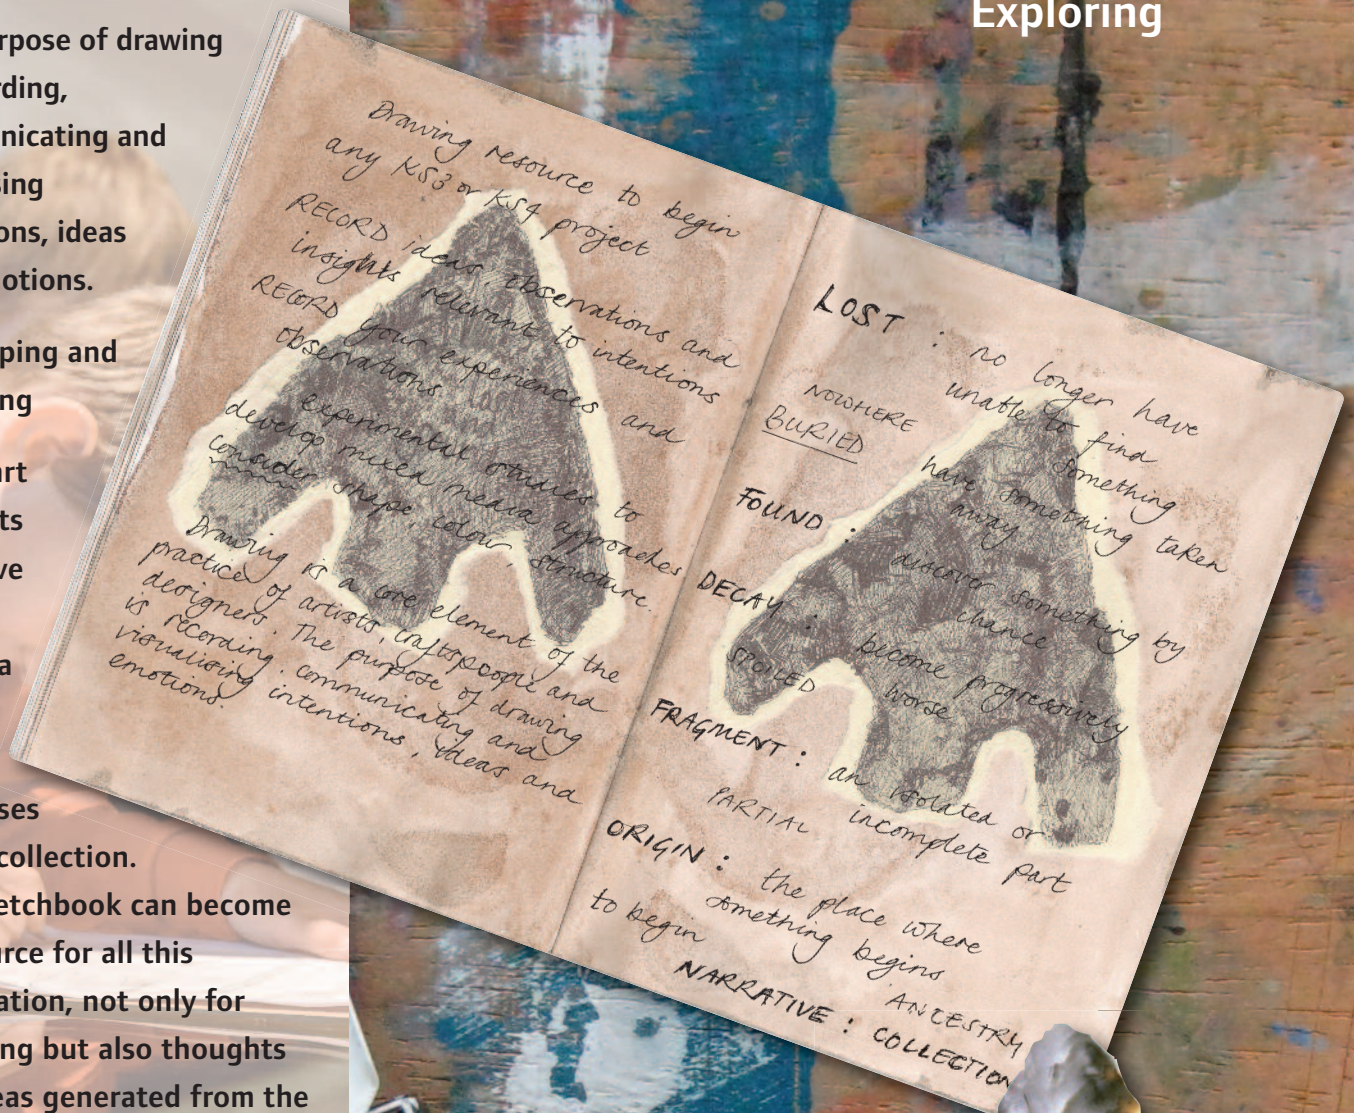 rpose of drawing
rding,
nicating and
sing
ons, ideas
otions.
ping and
ng
art
ts
ve
a
ses
collection.
etchbook can become
urce for all this
ation, not only for
ng but also thoughts
eas generated from the
Exploring
Drawing resource to begin
any KS3 or KS4 project
RECORD ideas, observations and
insights relevant to intentions
RECORD your experiences and
observations
experimental studies to
develop mixed media approaches
consider shape, colour, structure.
Drawing is a core element of the
practice of artists, craftspeople and
designers. The purpose of drawing
is recording, communicating and
visualising intentions, ideas and
emotions.
LOST : no longer have
unable to find
NOWHERE something
BURIED have something taken
away
FOUND : discover something by
chance
DECAY : become progressively
SPOILED worse
FRAGMENT : an isolated or
PARTIAL incomplete part
ORIGIN : the place where
something begins
to begin
ANCESTRY
NARRATIVE : COLLECTION